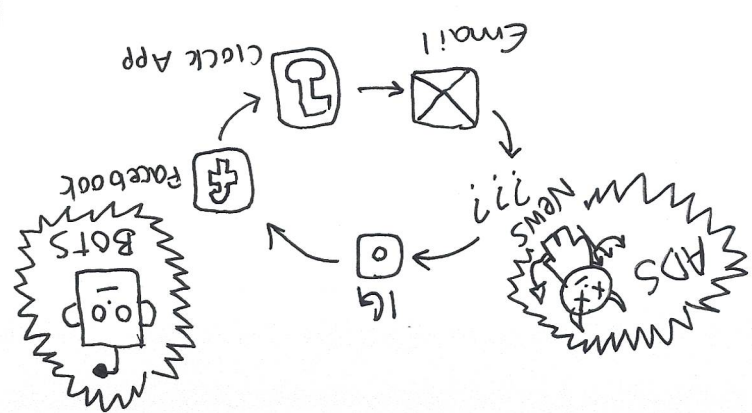 IG
BOTS
ADS
News
???
Facebook
Email
Clock App